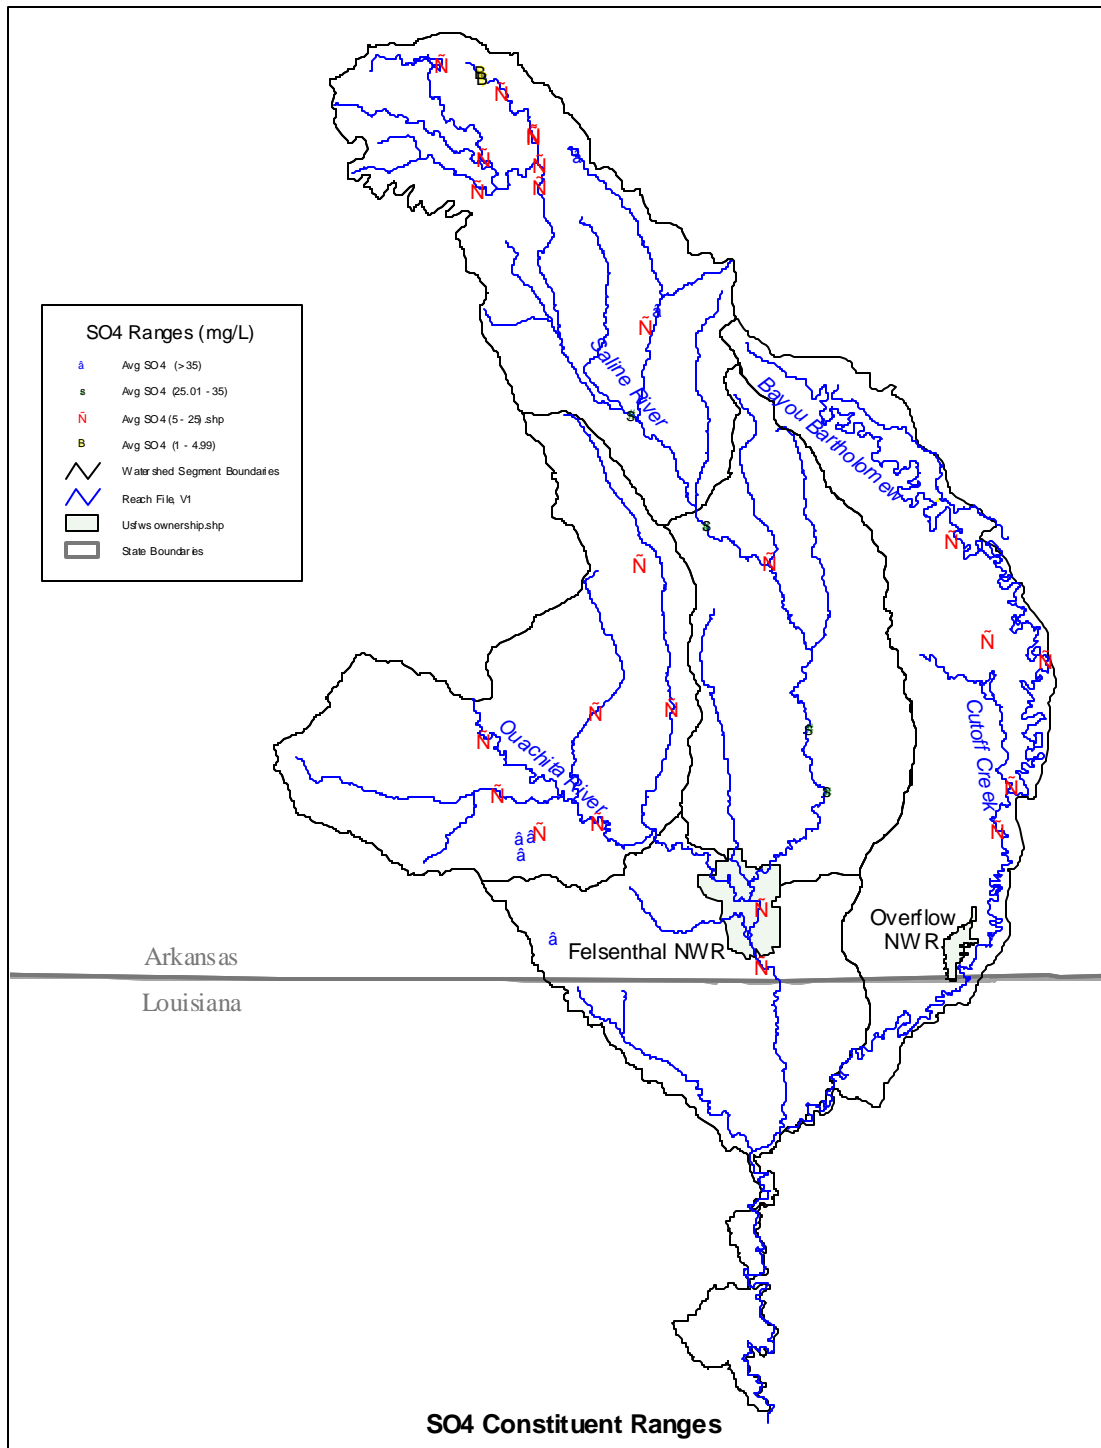 SO4 Ranges (mg/L)
â Avg SO4 (>35)
s Avg SO4 (25.01 - 35)
Ñ Avg SO4 (5 - 25).shp
B Avg SO4 (1 - 4.99)
Watershed Segment Boundaries
Reach File, V1
Usfws ownership.shp
State Boundaries
Ñ
B
B
Ñ
Ñ
Ñ
Ñ
Ñ
Ñ
â
Ñ
Saline River
s
Bayou Bartholomew
s
Ñ
Ñ
Ñ
Ñ
Ñ
Ñ
Ñ
s
Ñ
Ouachita River
Cutoff Creek
Ñ
s
Ñ
Ñ
Ñ
Ñ
â
â
â
Ñ
Overflow
NWR
â
Felsenthal NWR
Arkansas
Ñ
Louisiana
SO4 Constituent Ranges